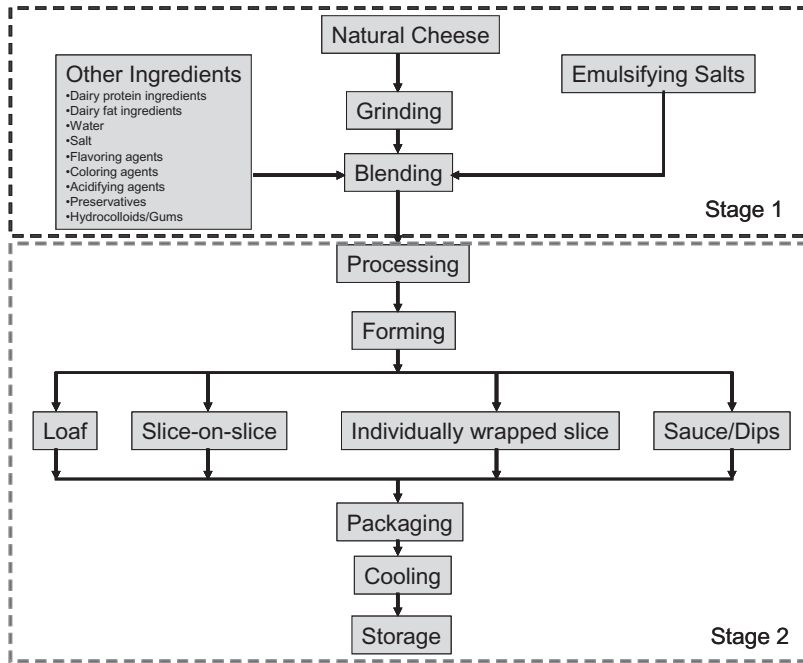 Natural Cheese
Other Ingredients
•Dairy protein ingredients
•Dairy fat ingredients
•Water
•Salt
•Flavoring agents
•Coloring agents
•Acidifying agents
•Preservatives
•Hydrocolloids/Gums
Emulsifying Salts
Grinding
Blending
Stage 1
Processing
Forming
Loaf
Slice-on-slice
Individually wrapped slice
Sauce/Dips
Packaging
Cooling
Storage
Stage 2